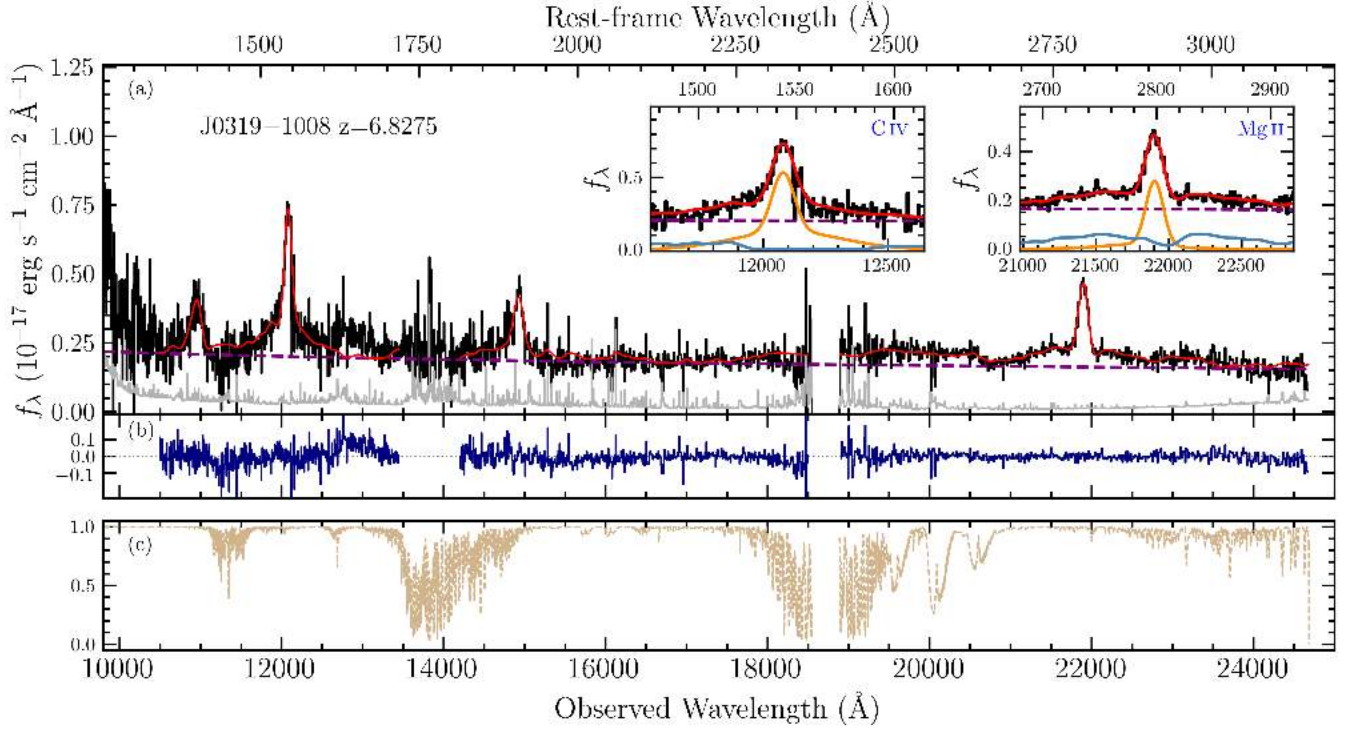 Rest-frame Wavelength (Å)
1500 1750 2000 2250 2500 2750 3000
1.25
1.00
0.75
0.50
0.25
0.00
f_λ (10⁻¹⁷ erg s⁻¹ cm⁻² Å⁻¹)
(a)
J0319−1008 z=6.8275
1500 1550 1600
C IV
f_λ
0.5
0.0
12000 12500
2700 2750 2800 2850 2900
Mg II
f_λ
0.4
0.2
0.0
21000 21500 22000 22500
(b)
0.1
0.0
−0.1
(c)
1.0
0.5
0.0
10000 12000 14000 16000 18000 20000 22000 24000
Observed Wavelength (Å)